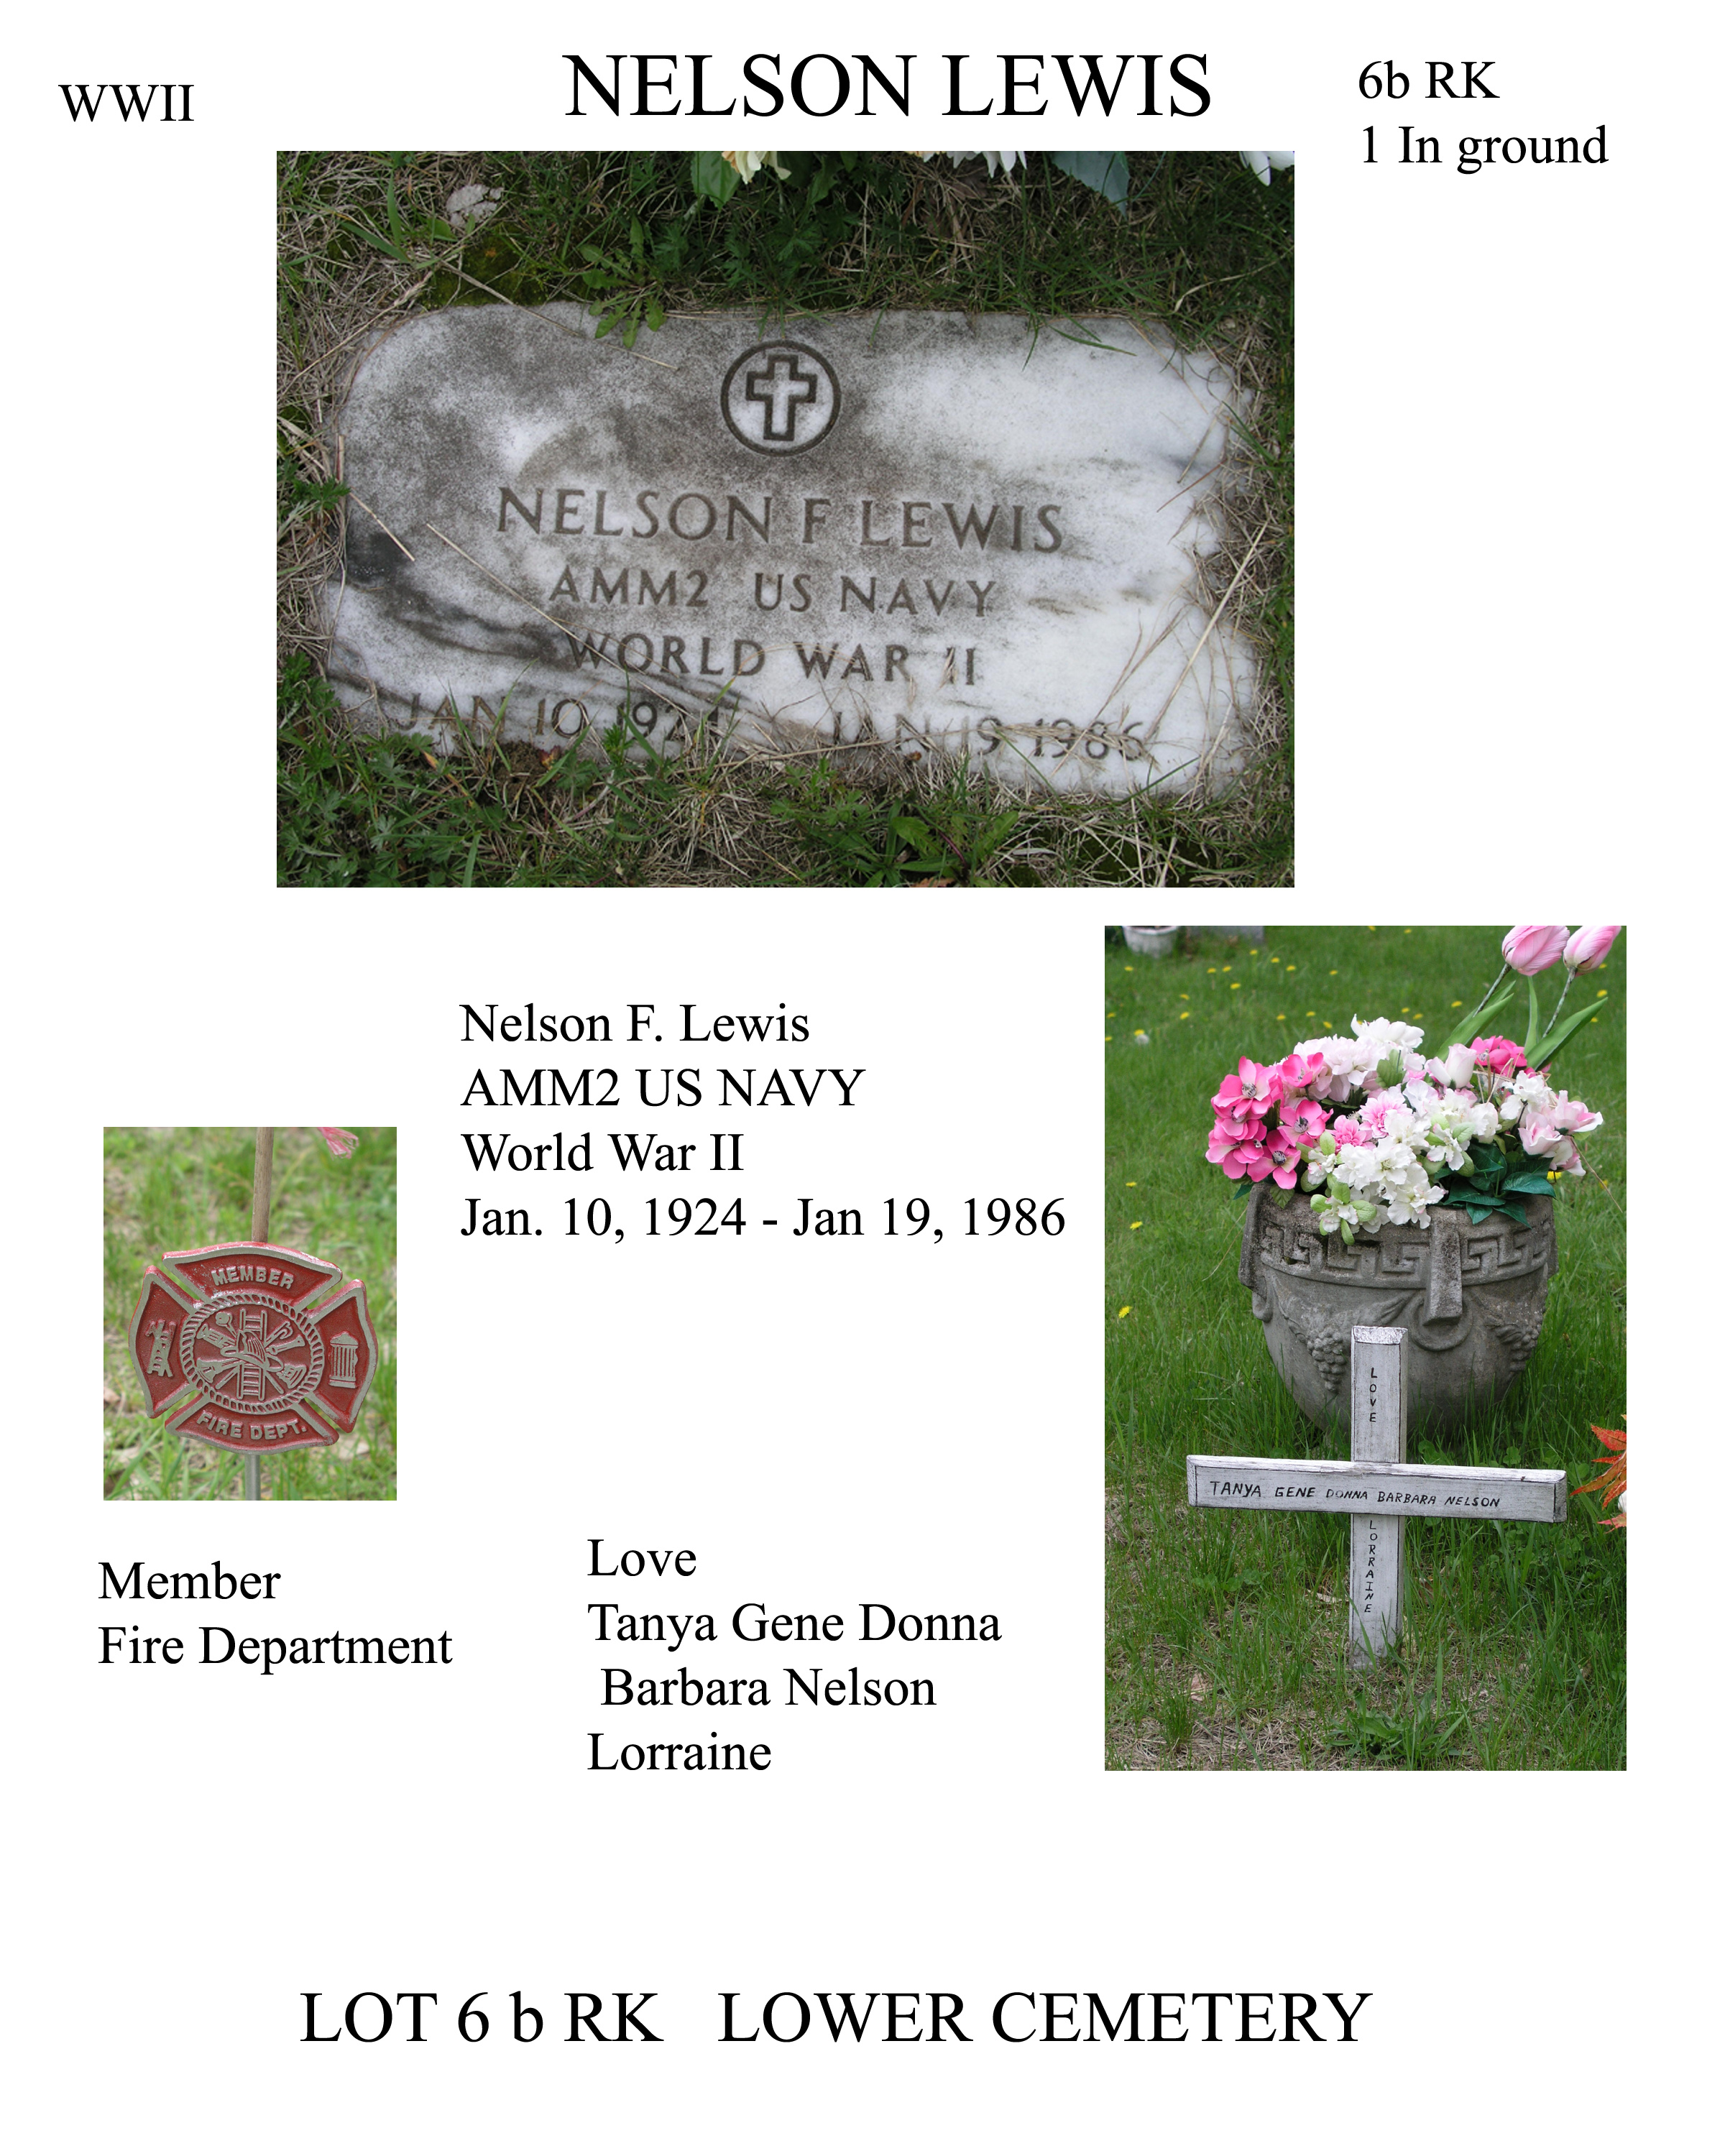 WWII
NELSON LEWIS
6b RK
1 In ground
NELSON F LEWIS
AMM2 US NAVY
WORLD WAR II
JAN 10 1924 JAN 19 1986
Nelson F. Lewis
AMM2 US NAVY
World War II
Jan. 10, 1924 - Jan 19, 1986
MEMBER
FIRE DEPT.
Member
Fire Department
LOVE
TANYA GENE DONNA BARBARA NELSON
LORRAINE
Love
Tanya Gene Donna
Barbara Nelson
Lorraine
LOT 6 b RK LOWER CEMETERY